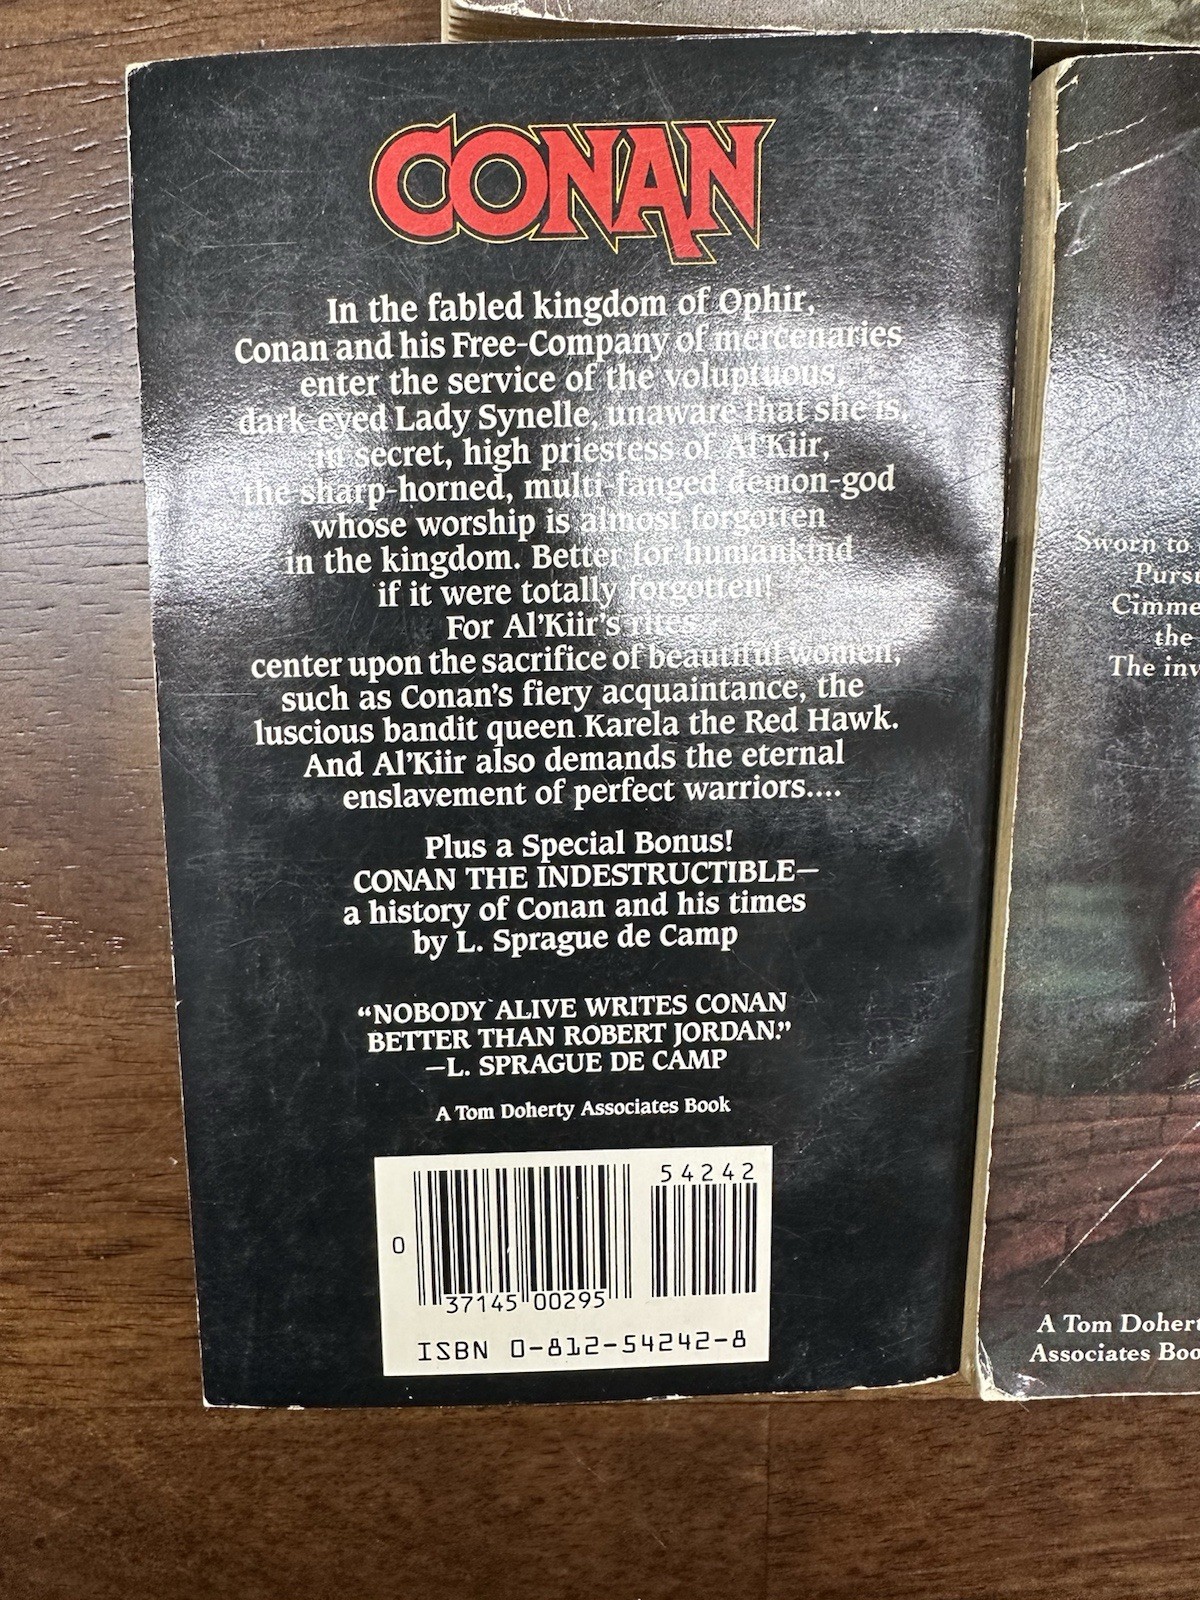 CONAN
In the fabled kingdom of Ophir,
Conan and his Free-Company of mercenaries
enter the service of the voluptuous,
dark-eyed Lady Synelle, unaware that she is,
in secret, high priestess of Al'Kiir,
the sharp-horned, multi-fanged demon-god
whose worship is almost forgotten
in the kingdom. Better for humankind
if it were totally forgotten!
For Al'Kiir's rites
center upon the sacrifice of beautiful women,
such as Conan's fiery acquaintance, the
luscious bandit queen Karela the Red Hawk.
And Al'Kiir also demands the eternal
enslavement of perfect warriors....
Plus a Special Bonus!
CONAN THE INDESTRUCTIBLE—
a history of Conan and his times
by L. Sprague de Camp
“NOBODY ALIVE WRITES CONAN
BETTER THAN ROBERT JORDAN.”
—L. SPRAGUE DE CAMP
A Tom Doherty Associates Book
54242
0
37145 00295
ISBN 0-812-54242-8
Sworn to
Pursu
Cimme
the
The inv
A Tom Dohert
Associates Boo